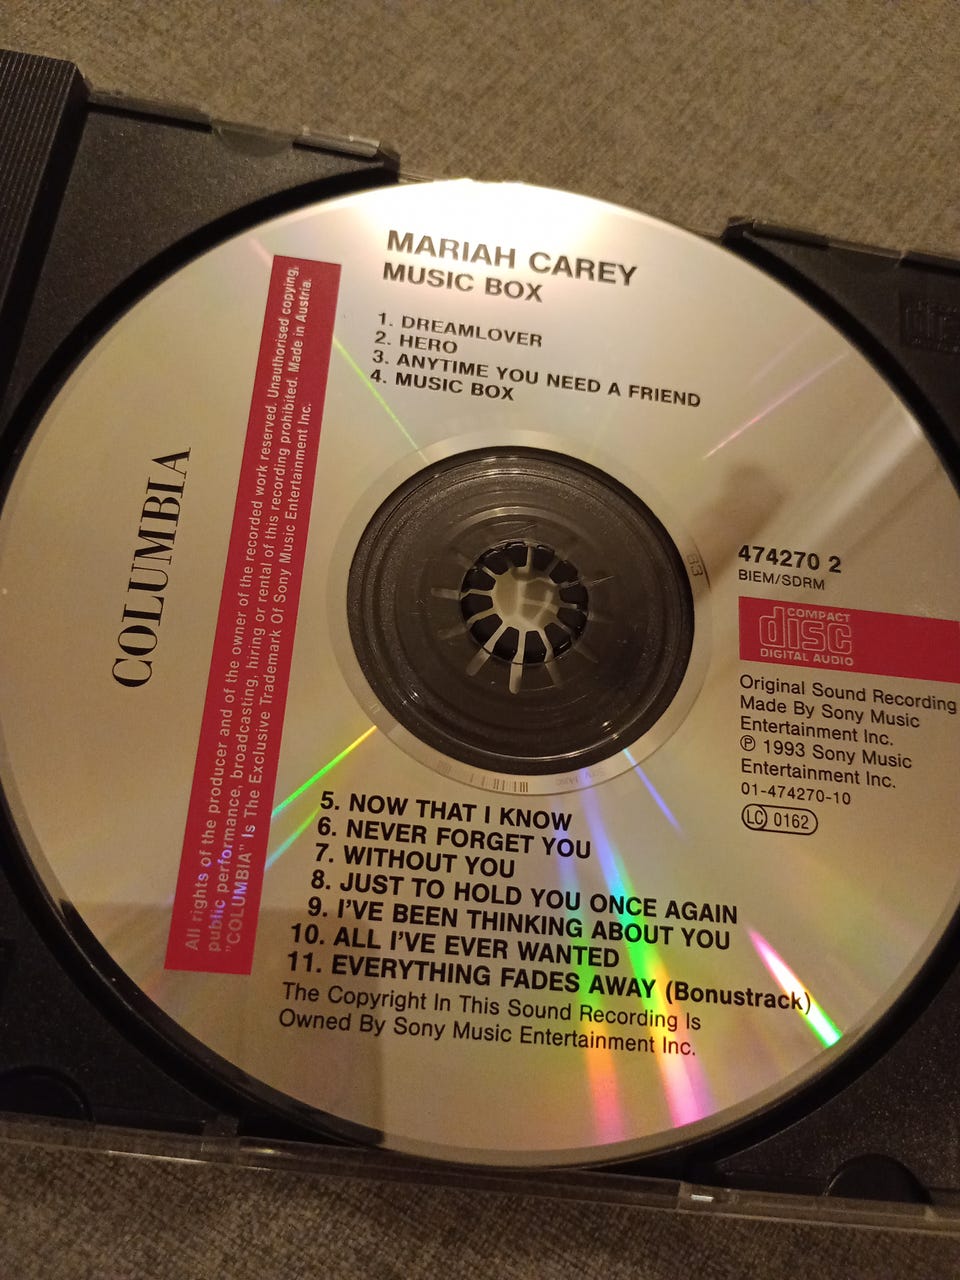 MARIAH CAREY
MUSIC BOX
1. DREAMLOVER
2. HERO
3. ANYTIME YOU NEED A FRIEND
4. MUSIC BOX
COLUMBIA
All rights of the producer and of the owner of the recorded work reserved. Unauthorised copying,
public performance, broadcasting, hiring or rental of this recording prohibited. Made in Austria.
"COLUMBIA" Is The Exclusive Trademark Of Sony Music Entertainment Inc.
474270 2
BIEM/SDRM
COMPACT
disc
DIGITAL AUDIO
Original Sound Recording
Made By Sony Music
Entertainment Inc.
℗ 1993 Sony Music
Entertainment Inc.
01-474270-10
LC 0162
5. NOW THAT I KNOW
6. NEVER FORGET YOU
7. WITHOUT YOU
8. JUST TO HOLD YOU ONCE AGAIN
9. I'VE BEEN THINKING ABOUT YOU
10. ALL I'VE EVER WANTED
11. EVERYTHING FADES AWAY (Bonustrack)
The Copyright In This Sound Recording Is
Owned By Sony Music Entertainment Inc.